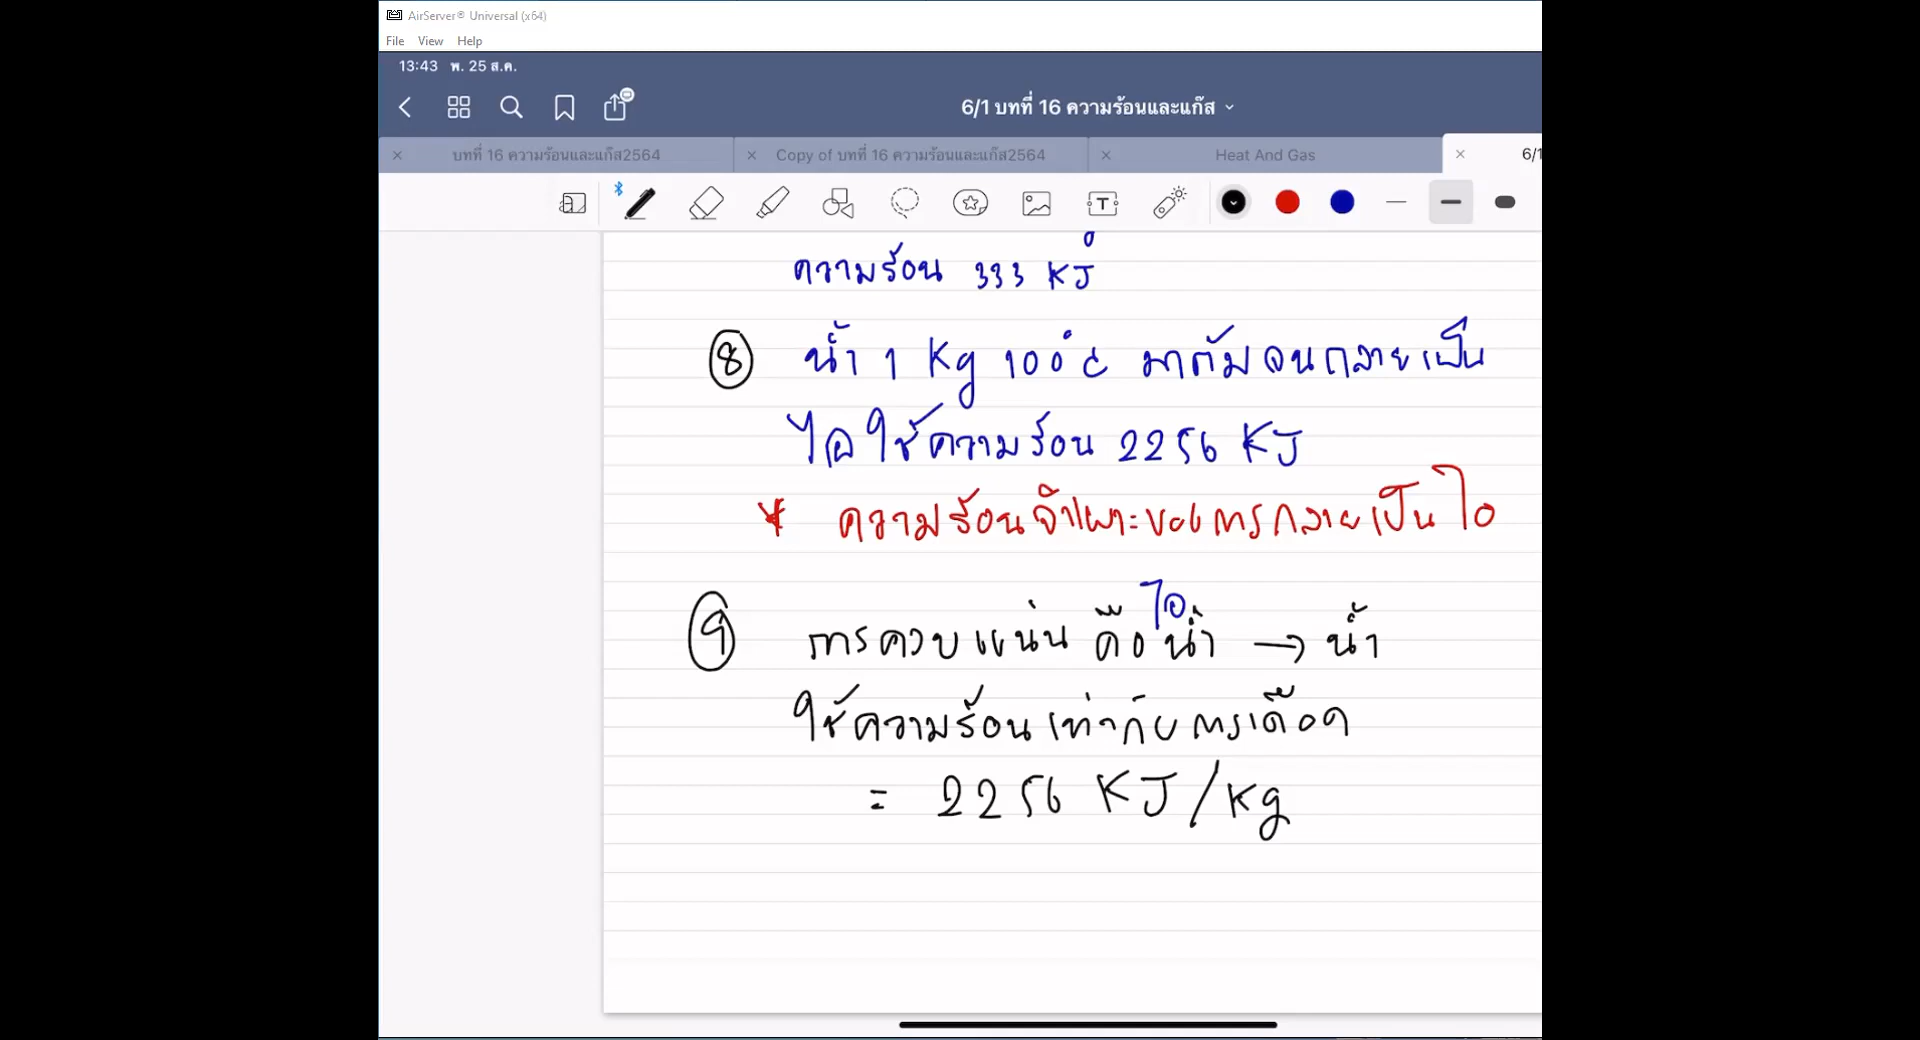 AirServer® Universal (x64)
File View Help
13:43 พ. 25 ส.ค.
6/1 บทที่ 16 ความร้อนและแก๊ส
บทที่ 16 ความร้อนและแก๊ส2564
Copy of บทที่ 16 ความร้อนและแก๊ส2564
Heat And Gas
6/1
ความร้อน 333 KJ
8 น้ำ 1 Kg 100°c มาต้มจนกลายเป็น
ไอ ใช้ความร้อน 2256 KJ
* ความร้อนจำเพาะของการกลายเป็นไอ
9 การควบแน่น คือ ไอน้ำ → น้ำ
ใช้ความร้อนเท่ากับการเดือด
= 2256 KJ/Kg